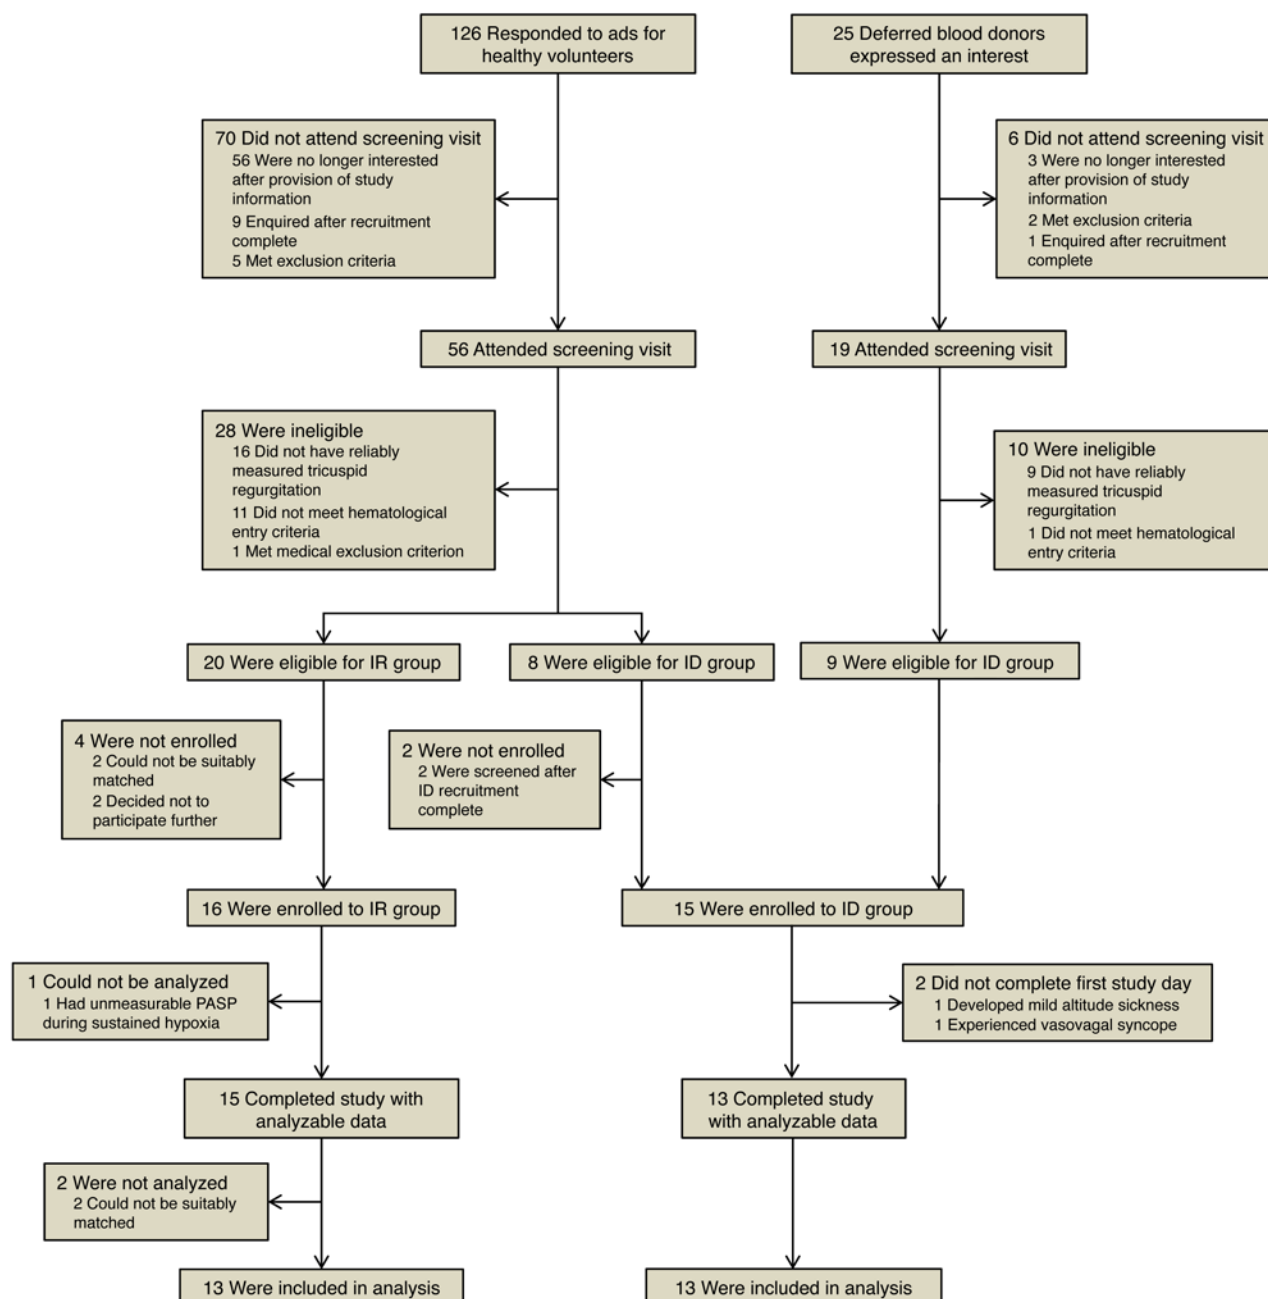 126 Responded to ads for
healthy volunteers
25 Deferred blood donors
expressed an interest
70 Did not attend screening visit
56 Were no longer interested
after provision of study
information
9 Enquired after recruitment
complete
5 Met exclusion criteria
6 Did not attend screening visit
3 Were no longer interested
after provision of study
information
2 Met exclusion criteria
1 Enquired after recruitment
complete
56 Attended screening visit
19 Attended screening visit
28 Were ineligible
16 Did not have reliably
measured tricuspid
regurgitation
11 Did not meet hematological
entry criteria
1 Met medical exclusion criterion
10 Were ineligible
9 Did not have reliably
measured tricuspid
regurgitation
1 Did not meet hematological
entry criteria
20 Were eligible for IR group
8 Were eligible for ID group
9 Were eligible for ID group
4 Were not enrolled
2 Could not be suitably
matched
2 Decided not to
participate further
2 Were not enrolled
2 Were screened after
ID recruitment
complete
16 Were enrolled to IR group
15 Were enrolled to ID group
1 Could not be analyzed
1 Had unmeasurable PASP
during sustained hypoxia
2 Did not complete first study day
1 Developed mild altitude sickness
1 Experienced vasovagal syncope
15 Completed study with
analyzable data
13 Completed study
with analyzable data
2 Were not analyzed
2 Could not be suitably
matched
13 Were included in analysis
13 Were included in analysis